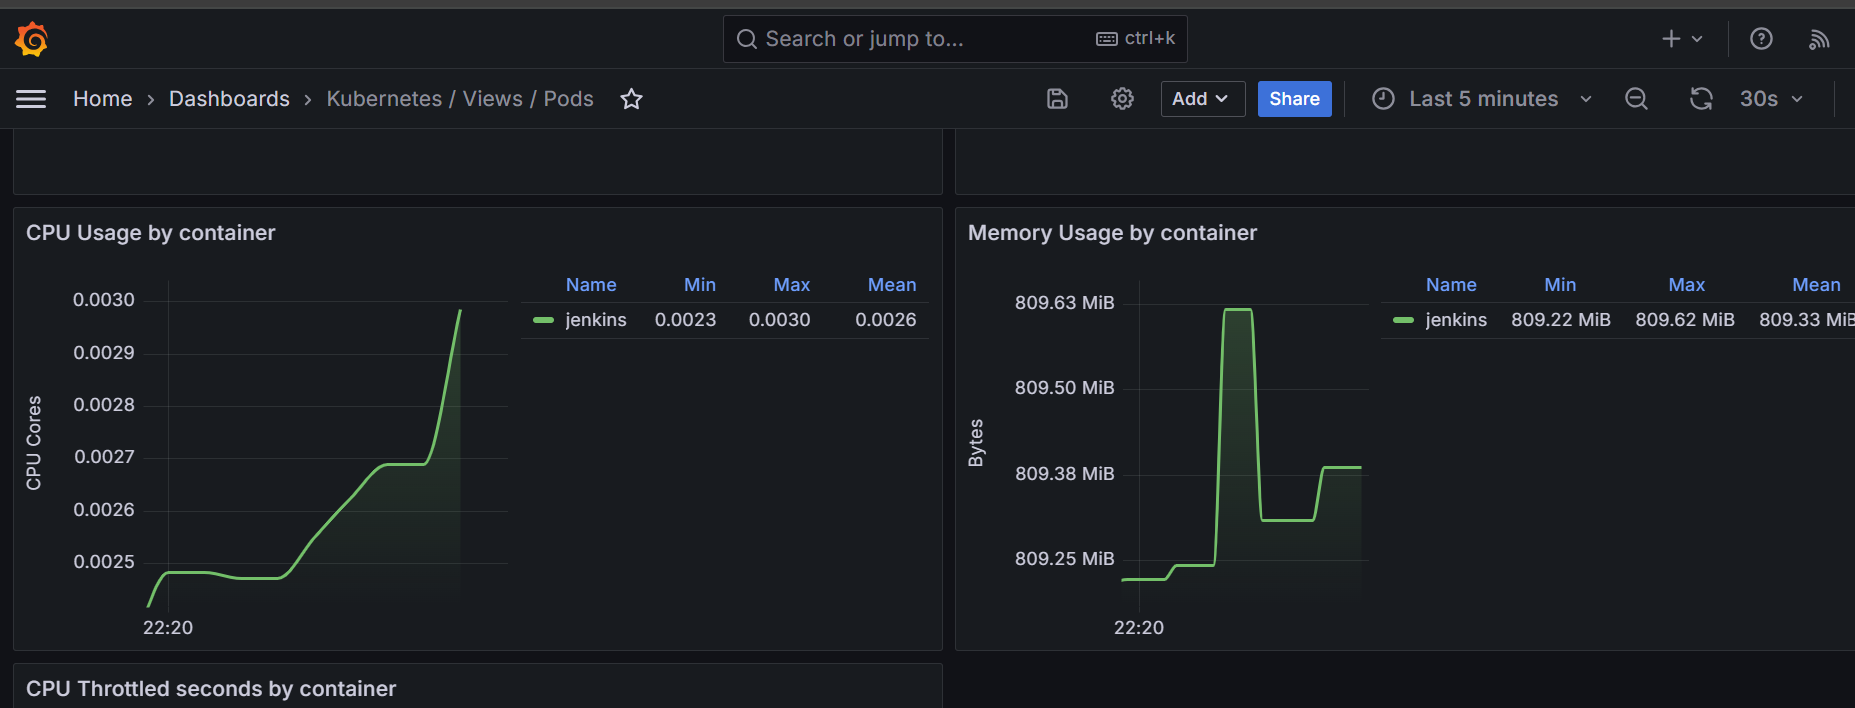 Search or jump to... ctrl+k
Home › Dashboards › Kubernetes / Views / Pods Add Share Last 5 minutes 30s
CPU Usage by container
CPU Cores
0.0030
0.0029
0.0028
0.0027
0.0026
0.0025
22:20
Name Min Max Mean
jenkins 0.0023 0.0030 0.0026
Memory Usage by container
Bytes
809.63 MiB
809.50 MiB
809.38 MiB
809.25 MiB
22:20
Name Min Max Mean
jenkins 809.22 MiB 809.62 MiB 809.33 MiB
CPU Throttled seconds by container